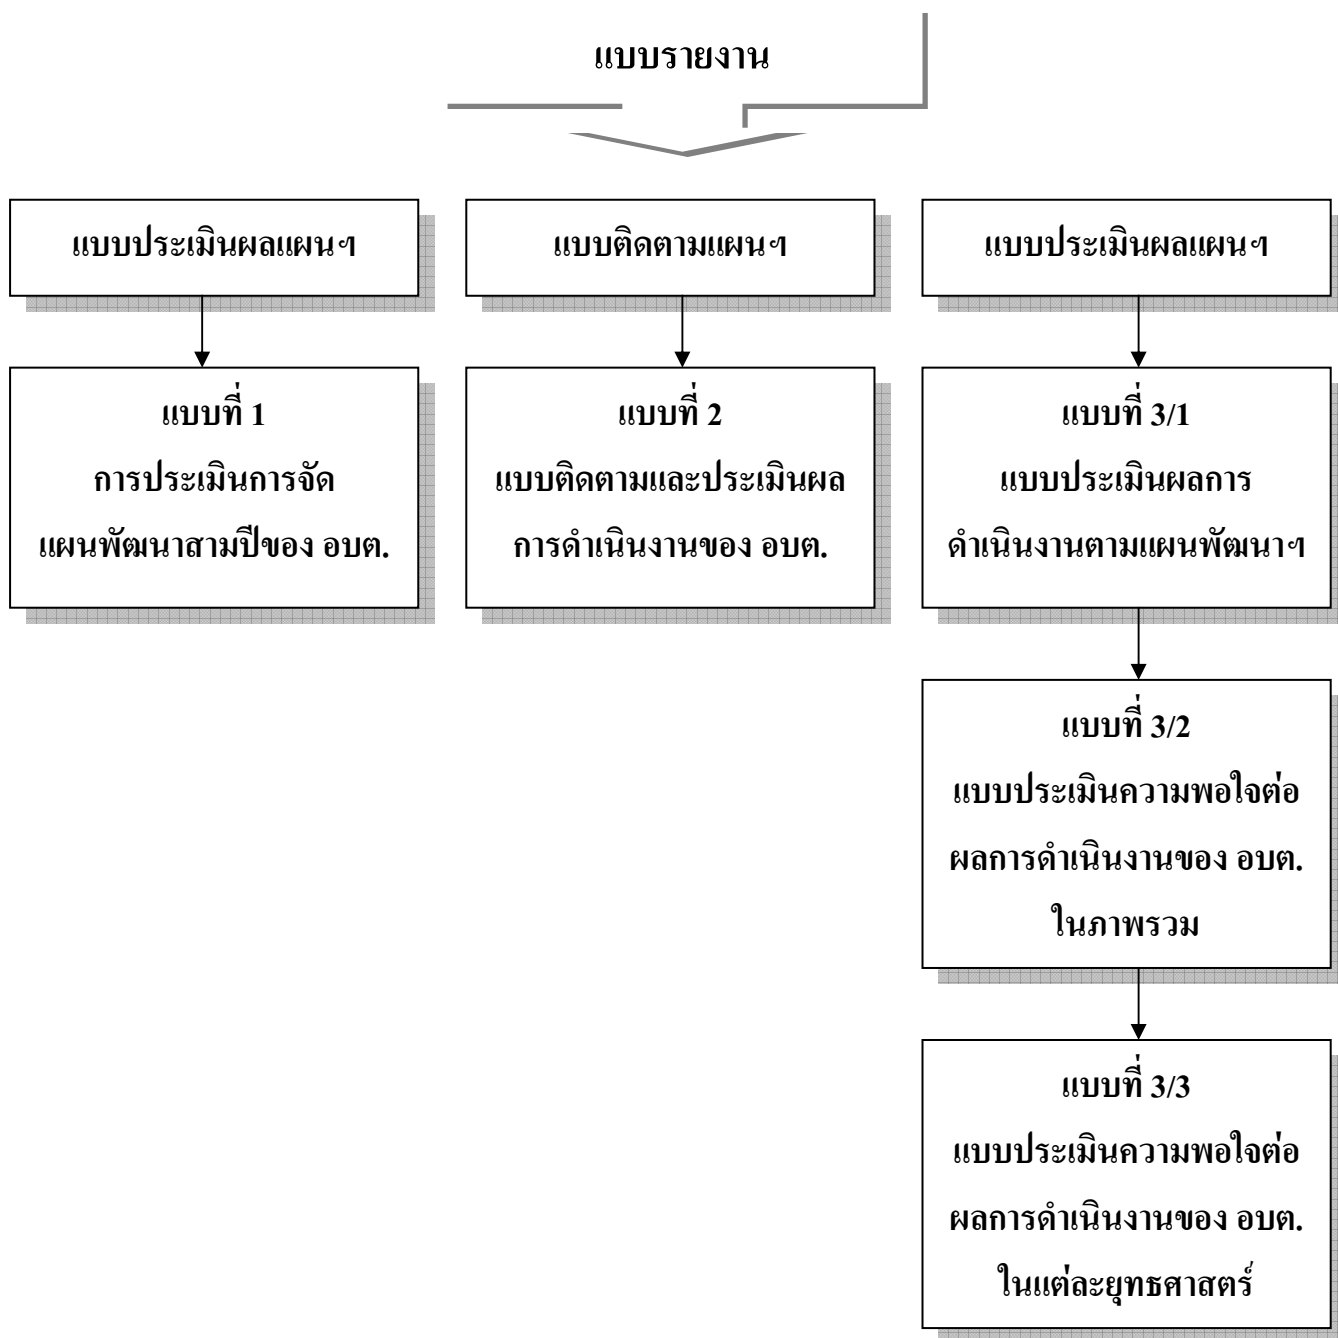 แบบรายงาน
แบบประเมินผลแผนฯ
แบบติดตามแผนฯ
แบบประเมินผลแผนฯ
แบบที่ 1
การประเมินการจัด
แผนพัฒนาสามปีของ อบต.
แบบที่ 2
แบบติดตามและประเมินผล
การดำเนินงานของ อบต.
แบบที่ 3/1
แบบประเมินผลการ
ดำเนินงานตามแผนพัฒนาฯ
แบบที่ 3/2
แบบประเมินความพอใจต่อ
ผลการดำเนินงานของ อบต.
ในภาพรวม
แบบที่ 3/3
แบบประเมินความพอใจต่อ
ผลการดำเนินงานของ อบต.
ในแต่ละยุทธศาสตร์